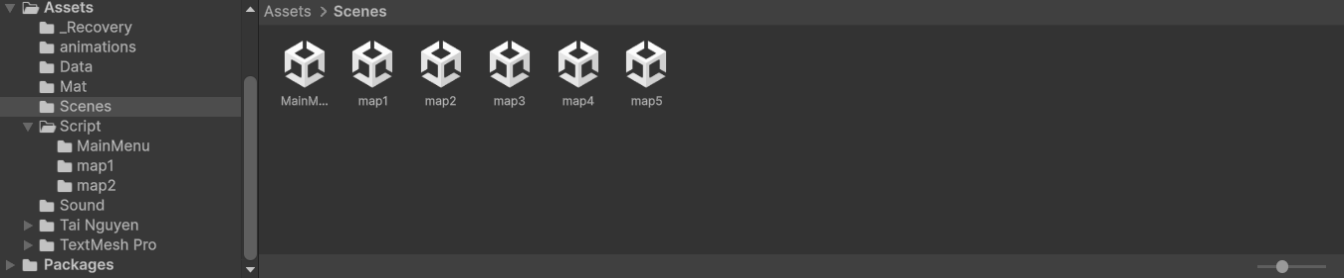 Assets
_Recovery
animations
Data
Mat
Scenes
Script
MainMenu
map1
map2
Sound
Tai Nguyen
TextMesh Pro
Packages
Assets > Scenes
MainM... map1 map2 map3 map4 map5